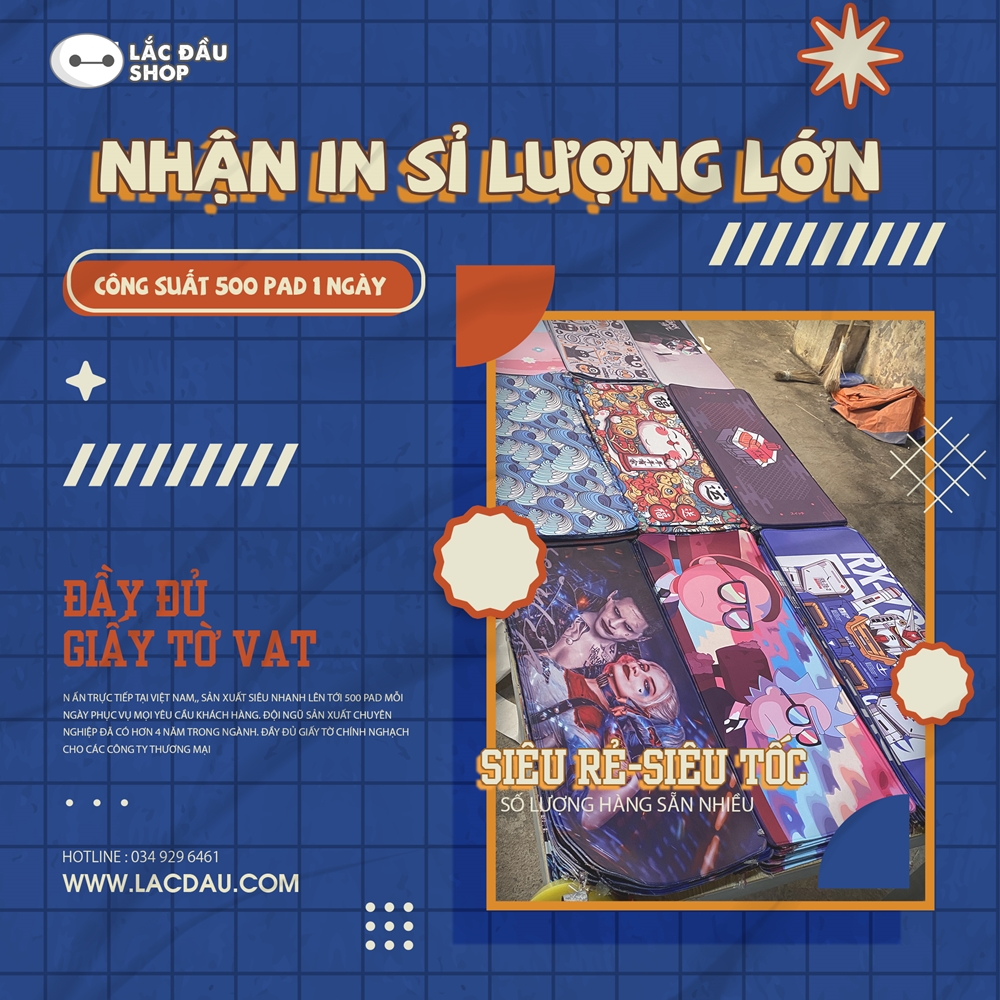 LẮC ĐẦU
SHOP
NHẬN IN SỈ LƯỢNG LỚN
CÔNG SUẤT 500 PAD 1 NGÀY
ĐẦY ĐỦ
GIẤY TỜ VAT
N ẤN TRỰC TIẾP TẠI VIỆT NAM,, SẢN XUẤT SIÊU NHANH LÊN TỚI 500 PAD MỖI
NGÀY PHỤC VỤ MỌI YÊU CẦU KHÁCH HÀNG. ĐỘI NGŨ SẢN XUẤT CHUYÊN
NGHIỆP ĐÃ CÓ HƠN 4 NĂM TRONG NGÀNH. ĐẦY ĐỦ GIẤY TỜ CHÍNH NGHẠCH
CHO CÁC CÔNG TY THƯƠNG MẠI
SIÊU RẺ-SIÊU TỐC
SỐ LƯỢNG HÀNG SẴN NHIỀU
HOTLINE : 034 929 6461
WWW.LACDAU.COM